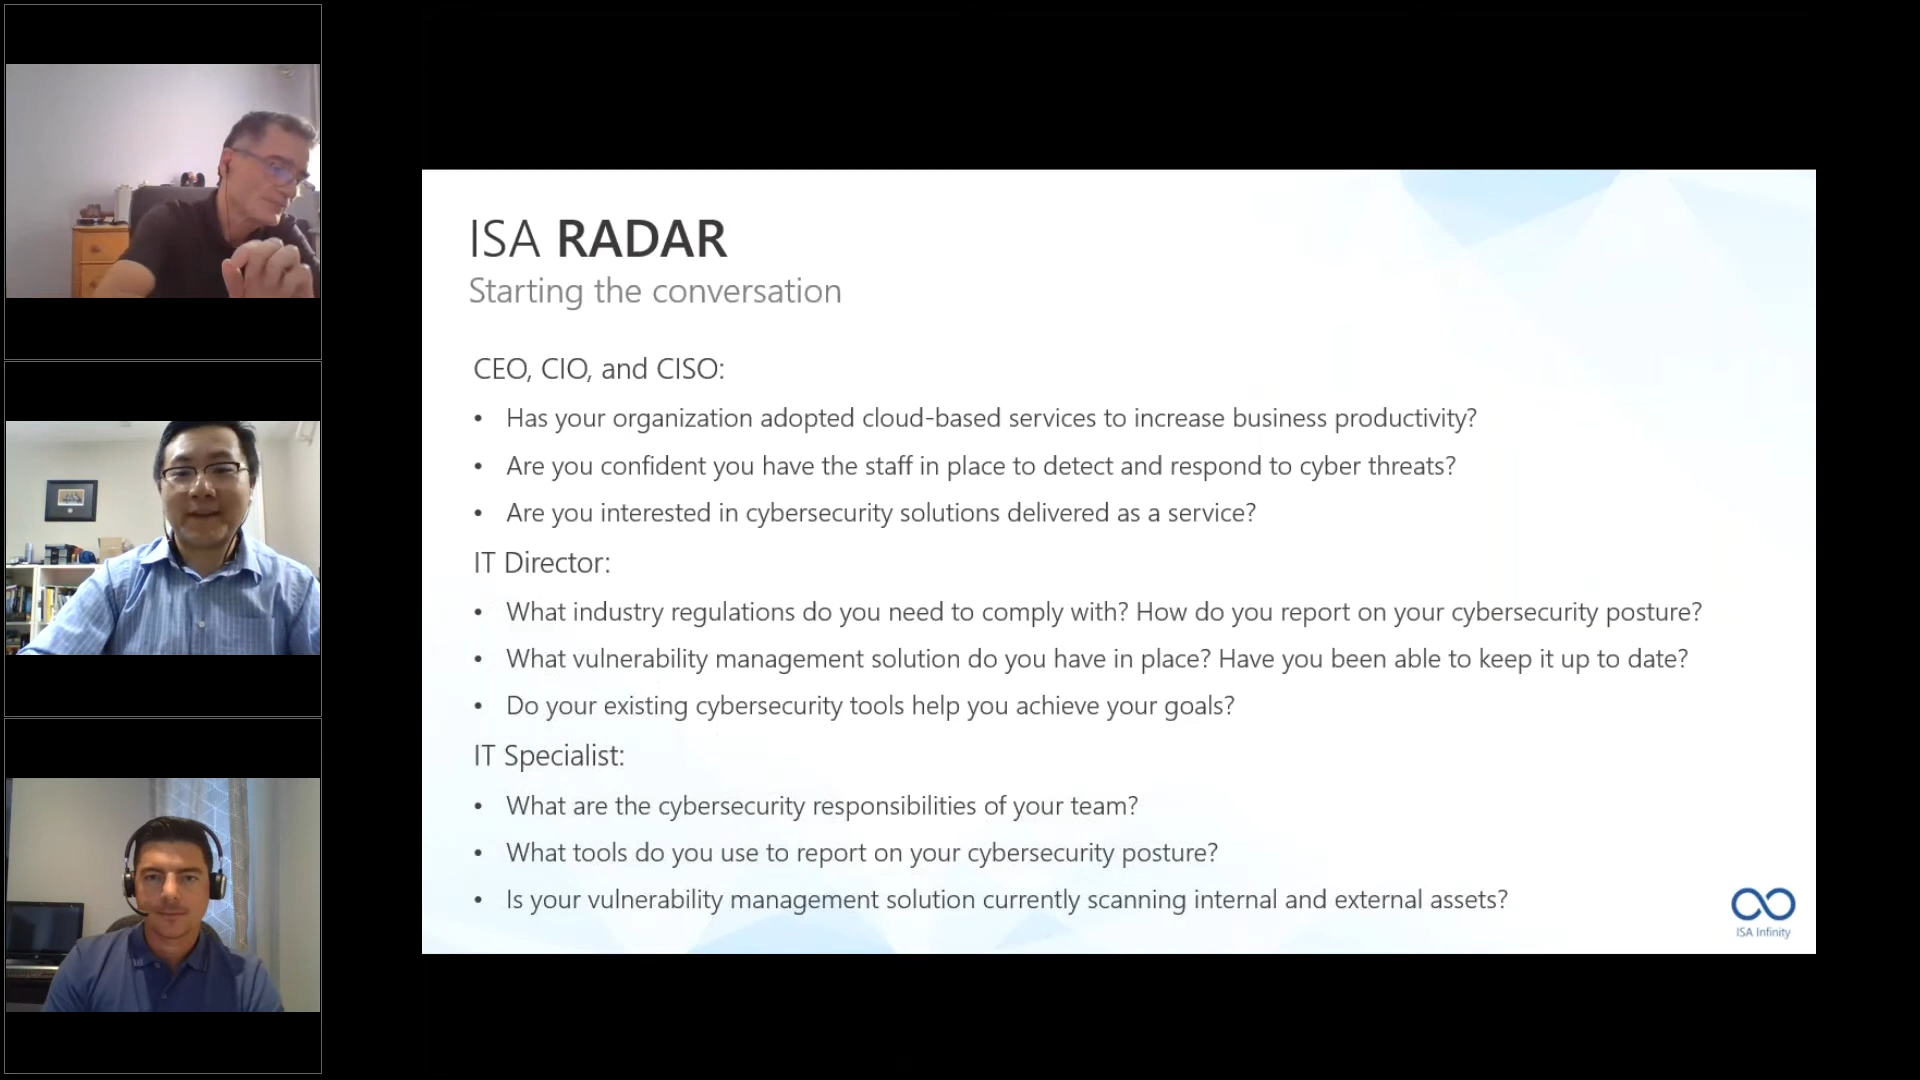 ISA RADAR
Starting the conversation
CEO, CIO, and CISO:
• Has your organization adopted cloud-based services to increase business productivity?
• Are you confident you have the staff in place to detect and respond to cyber threats?
• Are you interested in cybersecurity solutions delivered as a service?
IT Director:
• What industry regulations do you need to comply with? How do you report on your cybersecurity posture?
• What vulnerability management solution do you have in place? Have you been able to keep it up to date?
• Do your existing cybersecurity tools help you achieve your goals?
IT Specialist:
• What are the cybersecurity responsibilities of your team?
• What tools do you use to report on your cybersecurity posture?
• Is your vulnerability management solution currently scanning internal and external assets?
ISA Infinity